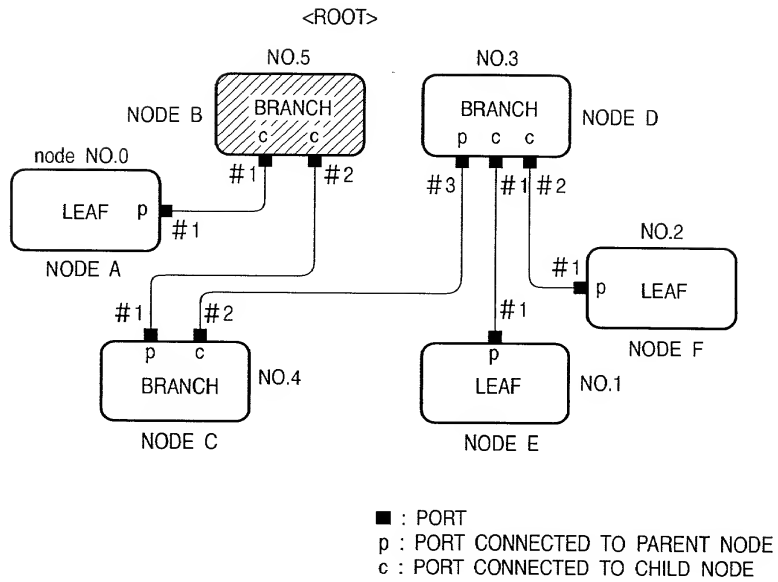 <ROOT>
NO.5
NO.3
NODE B
BRANCH
c c
BRANCH
p c c
NODE D
node NO.0
#1
#2
#3
#1
#2
LEAF p
#1
NODE A
NO.2
#1
p LEAF
NODE F
#1
#2
p c
BRANCH
NO.4
NODE C
#1
p
LEAF
NO.1
NODE E
■ : PORT
p : PORT CONNECTED TO PARENT NODE
c : PORT CONNECTED TO CHILD NODE